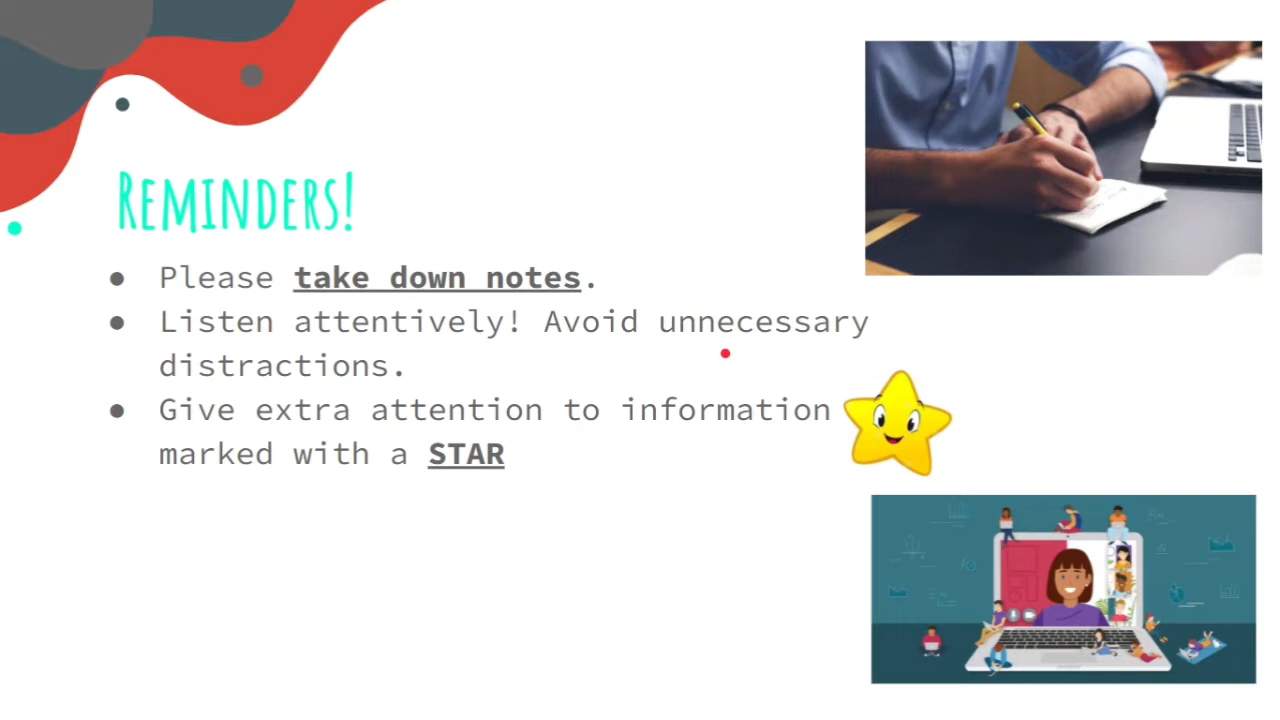 Reminders!
● Please take down notes.
● Listen attentively! Avoid unnecessary
distractions.
● Give extra attention to information
marked with a STAR